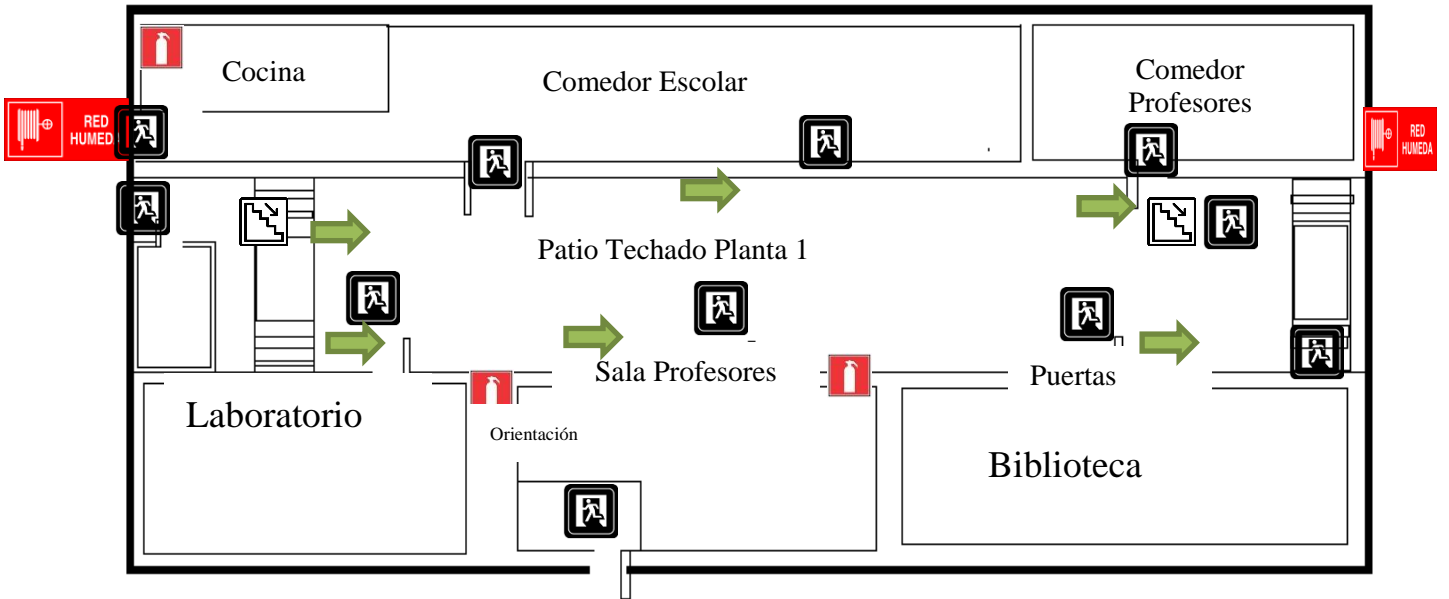 Cocina
Comedor Escolar
Comedor
Profesores
RED
HUMEDA
RED
HUMEDA
Patio Techado Planta 1
Sala Profesores
Puertas
Laboratorio
Orientación
Biblioteca